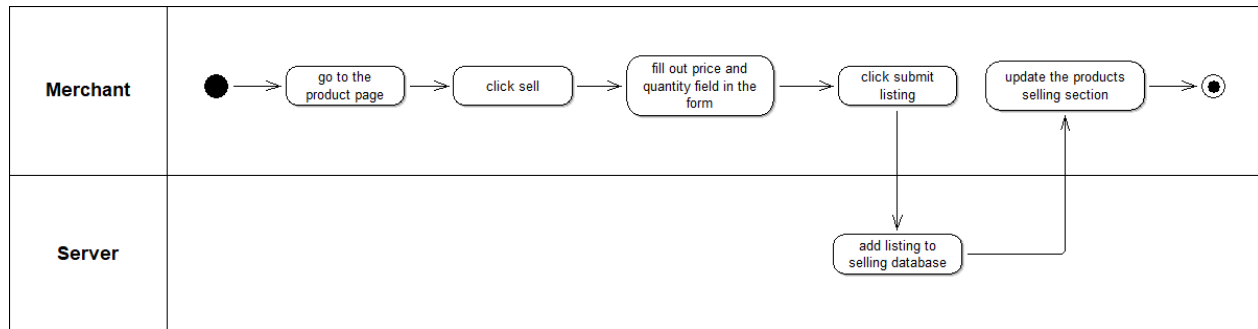 Merchant
go to the
product page
click sell
fill out price and
quantity field in the
form
click submit
listing
update the products
selling section
Server
add listing to
selling database